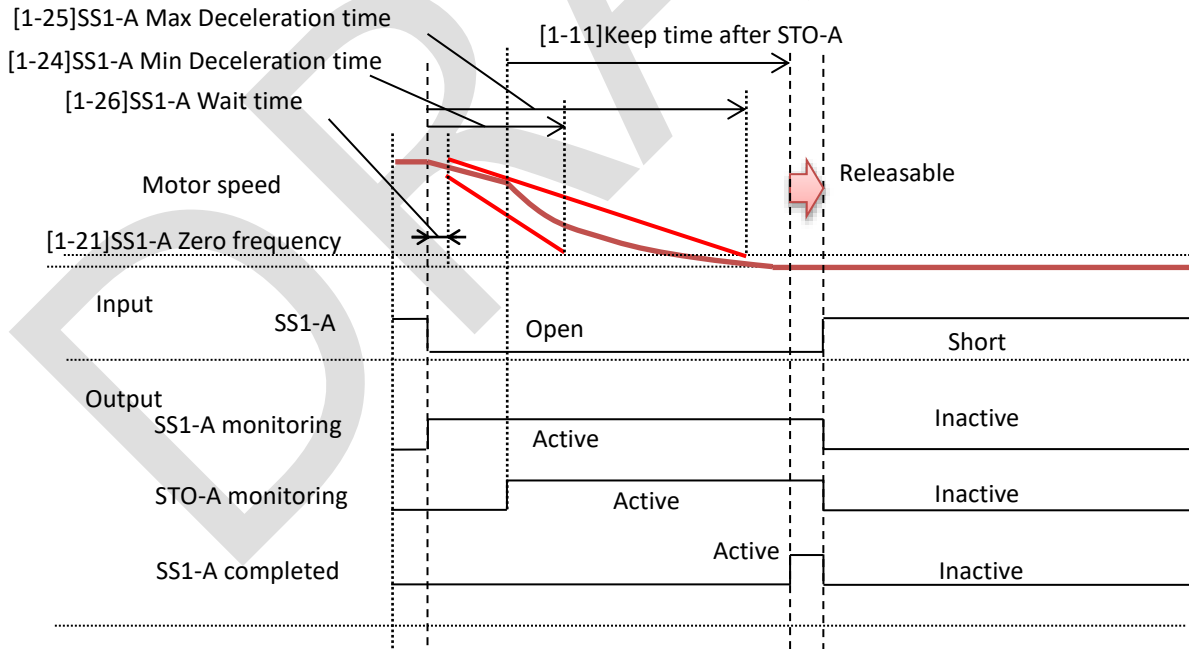 [1-25]SS1-A Max Deceleration time
[1-11]Keep time after STO-A
[1-24]SS1-A Min Deceleration time
[1-26]SS1-A Wait time
Releasable
Motor speed
[1-21]SS1-A Zero frequency
Input
SS1-A
Open
Short
Output
SS1-A monitoring
Active
Inactive
STO-A monitoring
Active
Inactive
Active
SS1-A completed
Inactive
DRA